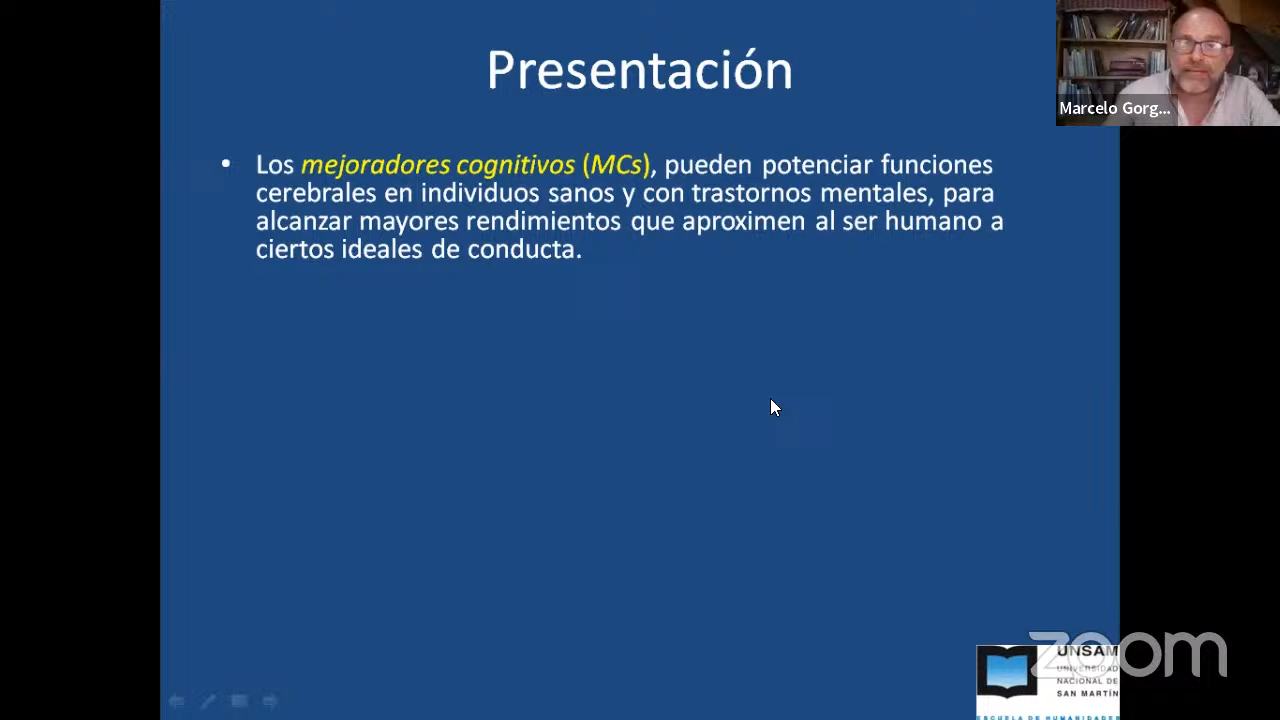 Presentación
Marcelo Gorg...
• Los mejoradores cognitivos (MCs), pueden potenciar funciones
cerebrales en individuos sanos y con trastornos mentales, para
alcanzar mayores rendimientos que aproximen al ser humano a
ciertos ideales de conducta.
zoom
UNSAM
UNIVERSIDAD
NACIONAL DE
SAN MARTÍN
ESCUELA DE HUMANIDADES